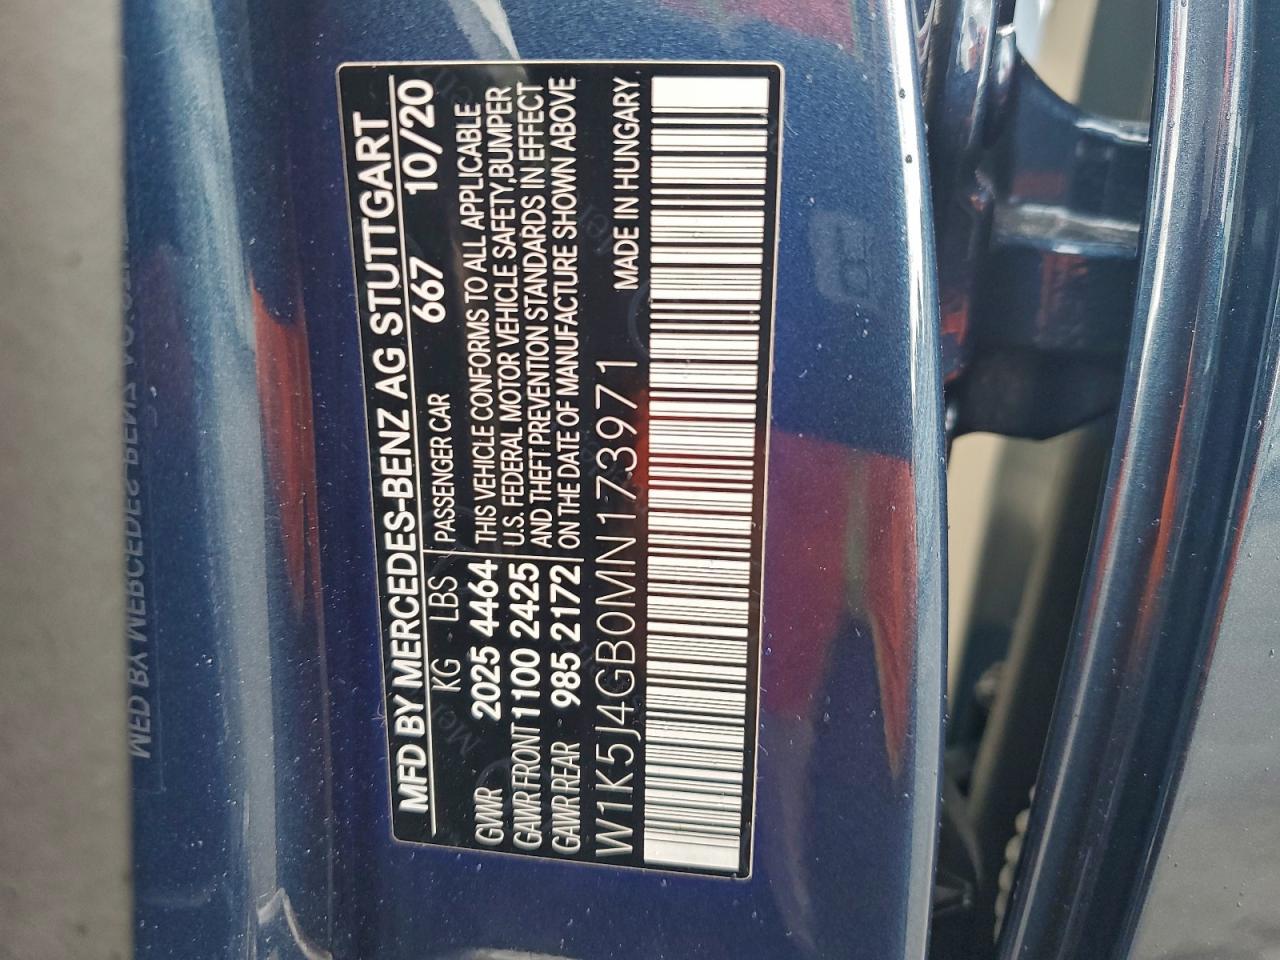 MFD BY MERCEDES-BENZ AG STUTTGART
KG - LBS PASSENGER CAR 667 10/20
GVWR 2025 4464 THIS VEHICLE CONFORMS TO ALL APPLICABLE
GAWR FRONT 1100 2425 U.S. FEDERAL MOTOR VEHICLE SAFETY,BUMPER
GAWR REAR - 985 2172 AND THEFT PREVENTION STANDARDS IN EFFECT
ON THE DATE OF MANUFACTURE SHOWN ABOVE
W1K5J4GB0MN173971 MADE IN HUNGARY